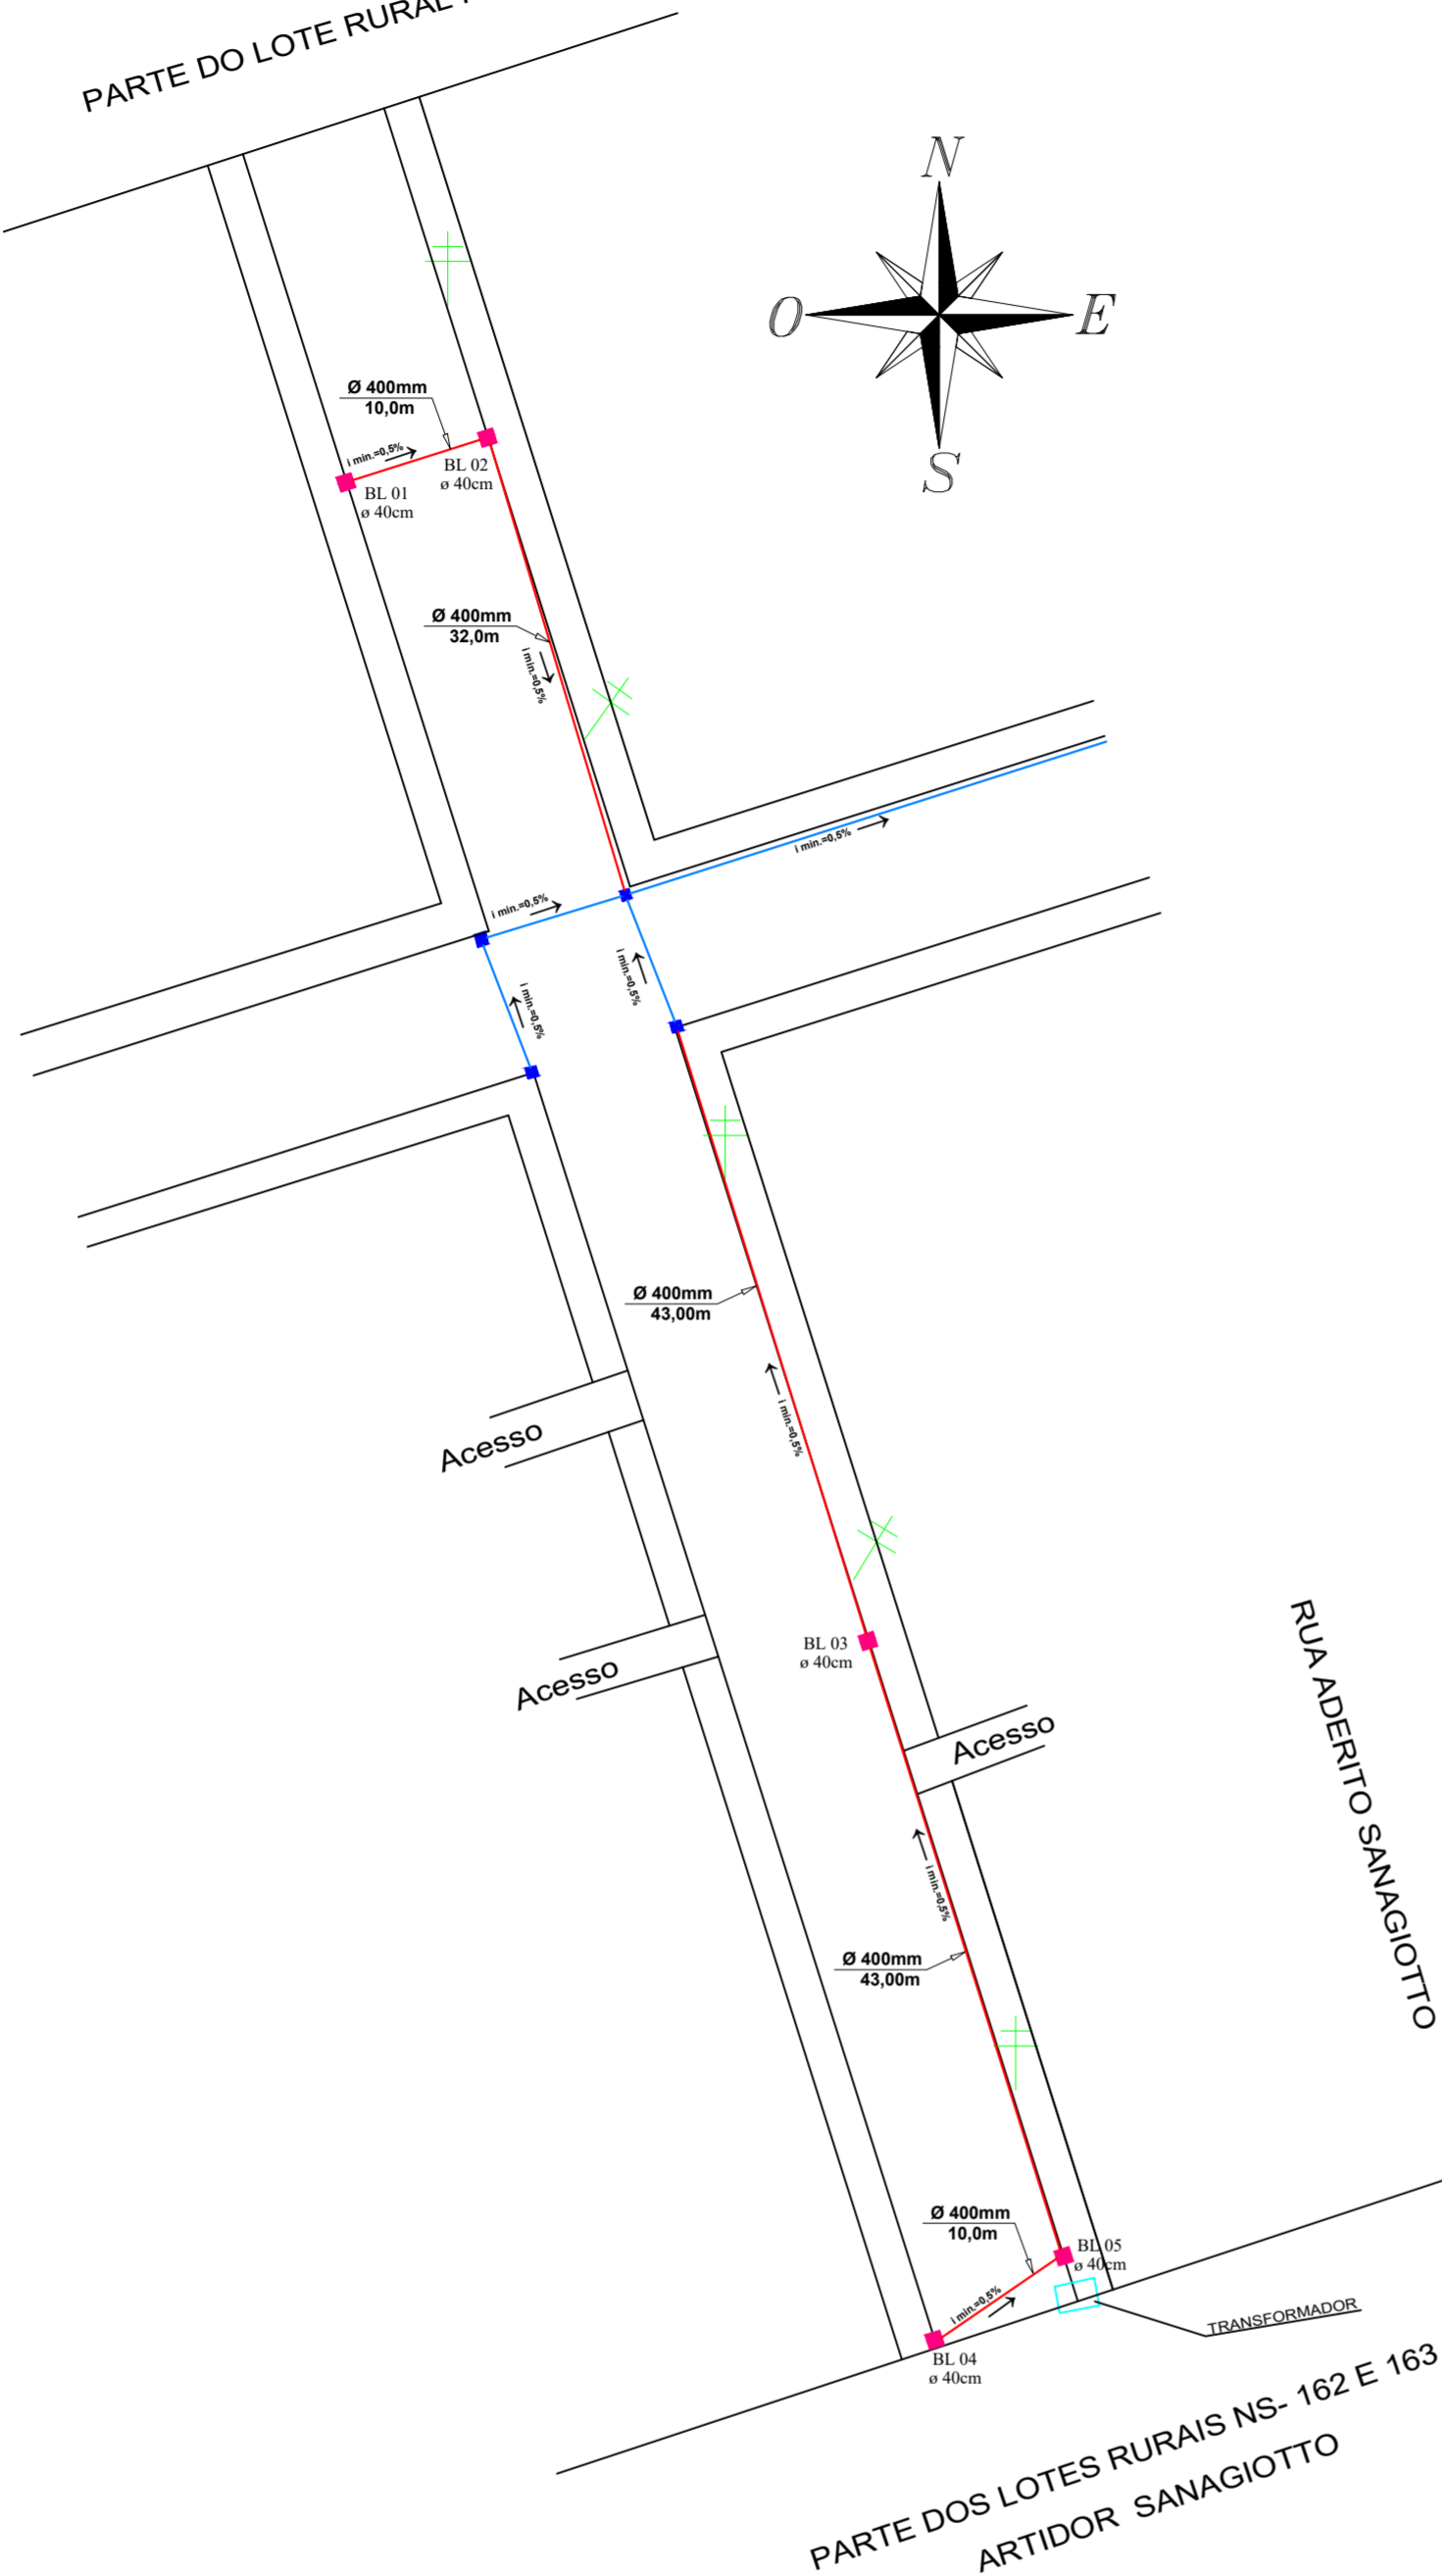 PARTE DO LOTE RURAL
N
O
E
S
Ø 400mm
10,0m
i min.=0,5%
BL 02
ø 40cm
BL 01
ø 40cm
Ø 400mm
32,0m
i min.=0,5%
i min.=0,5%
i min.=0,5%
i min.=0,5%
i min.=0,5%
Ø 400mm
43,00m
i min.=0,5%
Acesso
BL 03
ø 40cm
Acesso
Acesso
RUA ADERITO SANAGIOTTO
i min.=0,5%
Ø 400mm
43,00m
Ø 400mm
10,0m
BL 05
ø 40cm
i min.=0,5%
TRANSFORMADOR
BL 04
ø 40cm
PARTE DOS LOTES RURAIS NS- 162 E 163
ARTIDOR SANAGIOTTO